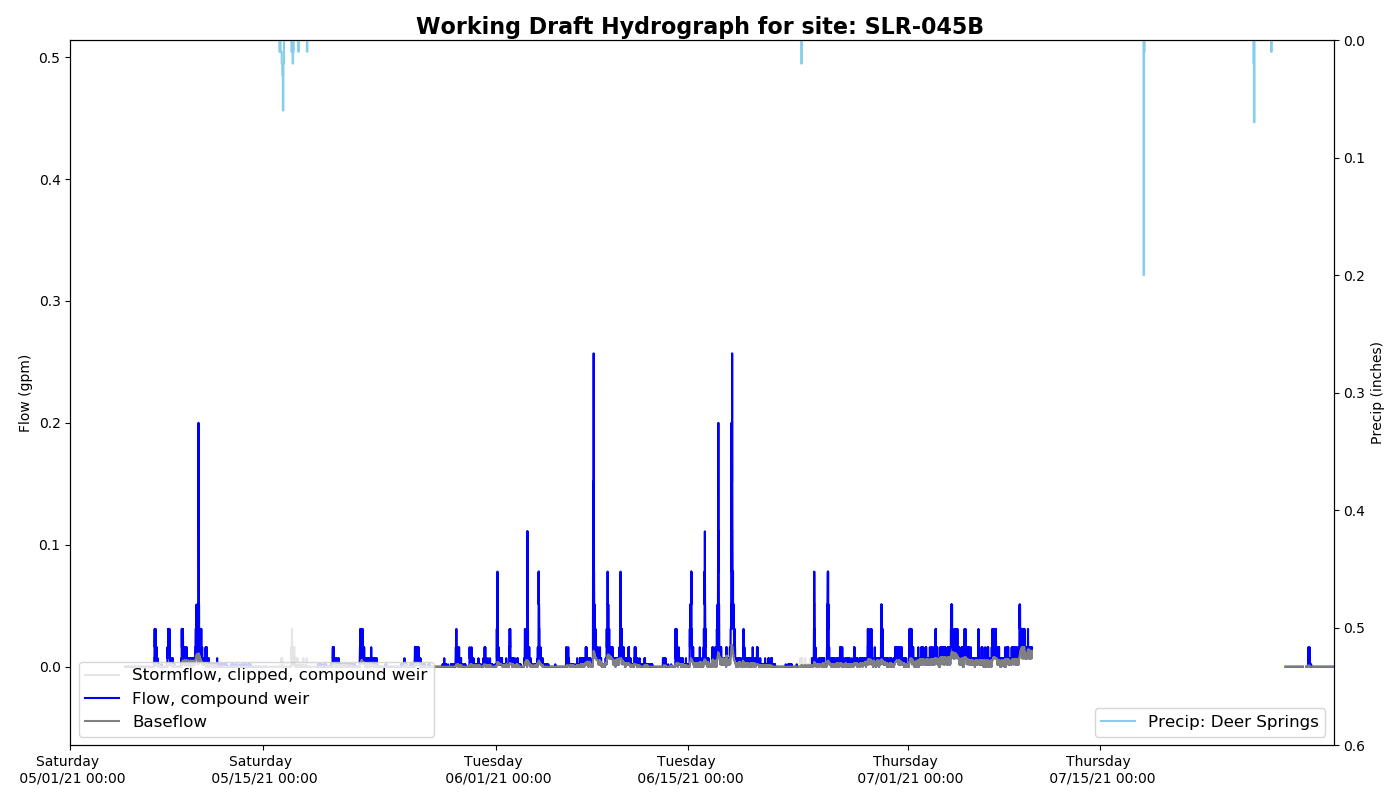 Working Draft Hydrograph for site: SLR-045B
0.5
0.4
0.3
0.2
0.1
0.0
Flow (gpm)
0.0
0.1
0.2
0.3
0.4
0.5
0.6
Precip (inches)
Stormflow, clipped, compound weir
Flow, compound weir
Baseflow
Precip: Deer Springs
Saturday
05/01/21 00:00
Saturday
05/15/21 00:00
Tuesday
06/01/21 00:00
Tuesday
06/15/21 00:00
Thursday
07/01/21 00:00
Thursday
07/15/21 00:00